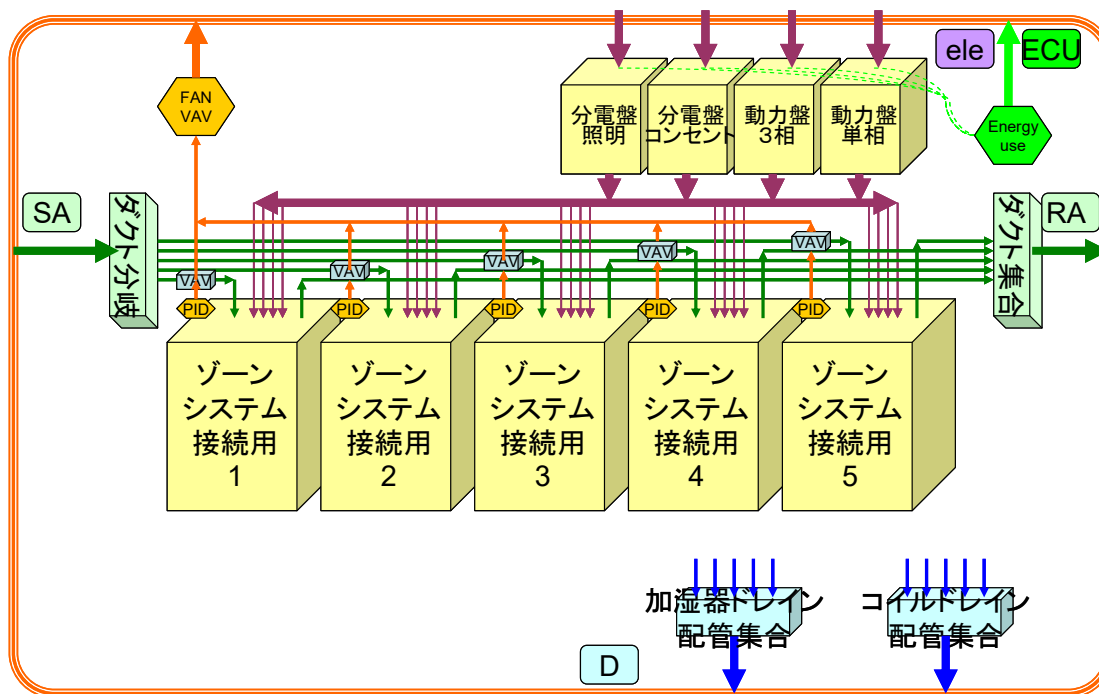 FAN
VAV
分電盤
照明
分電盤
コンセント
動力盤
3相
動力盤
単相
ele
ECU
Energy
use
SA
ダクト分岐
ダクト集合
RA
VAV
VAV
VAV
VAV
VAV
PID
PID
PID
PID
PID
ゾーン
システム
接続用
1
ゾーン
システム
接続用
2
ゾーン
システム
接続用
3
ゾーン
システム
接続用
4
ゾーン
システム
接続用
5
加湿器ドレイン
配管集合
コイルドレイン
配管集合
D